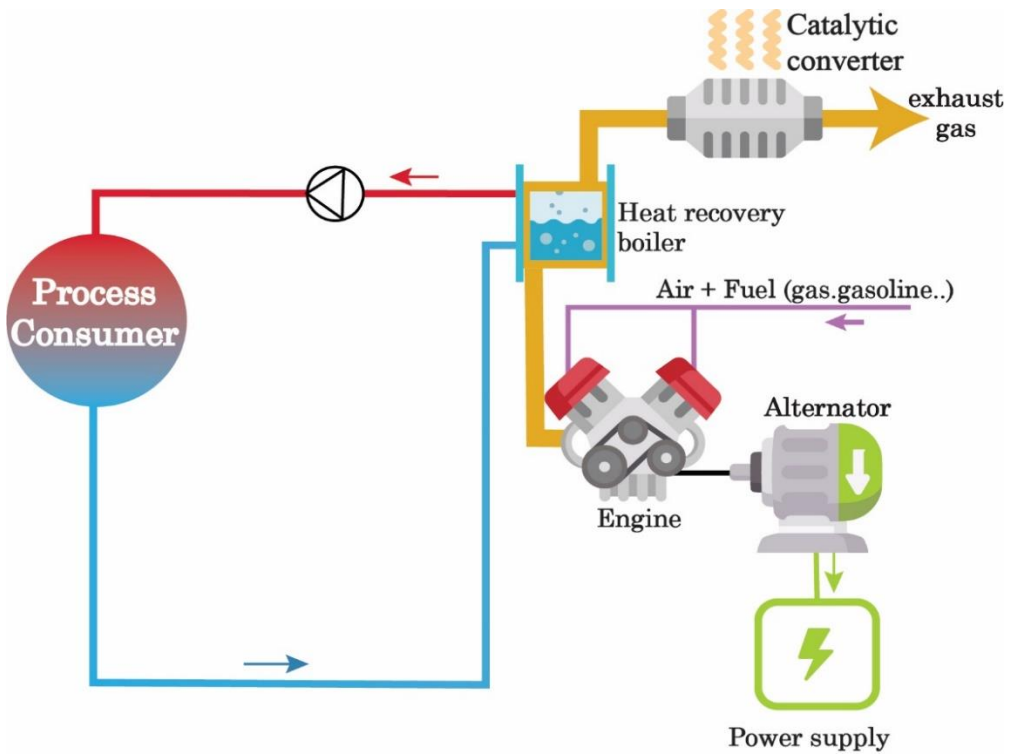 Catalytic
converter
exhaust
gas
Heat recovery
boiler
Process
Consumer
Air + Fuel (gas.gasoline..)
Alternator
Engine
Power supply